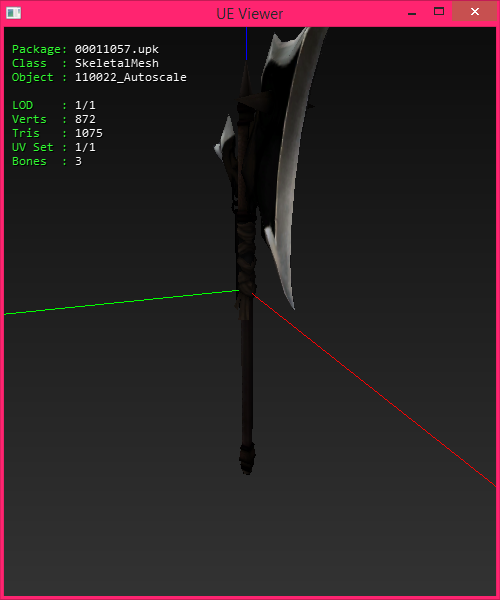 UE Viewer
Package: 00011057.upk
Class : SkeletalMesh
Object : 110022_Autoscale
LOD : 1/1
Verts : 872
Tris : 1075
UV Set : 1/1
Bones : 3